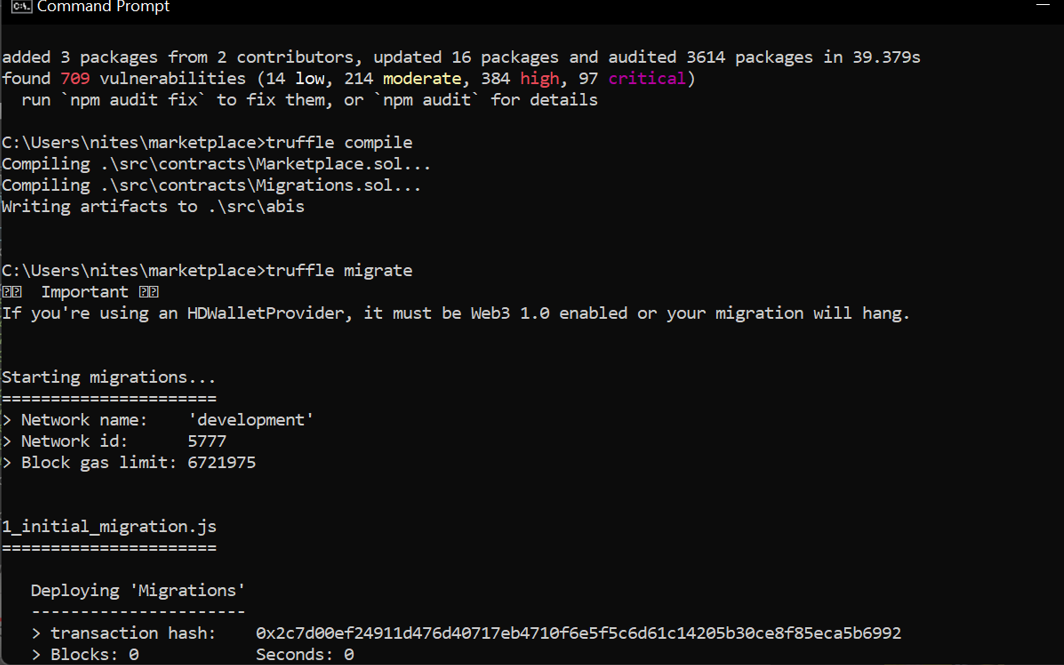 Command Prompt
added 3 packages from 2 contributors, updated 16 packages and audited 3614 packages in 39.379s
found 709 vulnerabilities (14 low, 214 moderate, 384 high, 97 critical)
  run `npm audit fix` to fix them, or `npm audit` for details
C:\Users\nites\marketplace>truffle compile
Compiling .\src\contracts\Marketplace.sol...
Compiling .\src\contracts\Migrations.sol...
Writing artifacts to .\src\abis
C:\Users\nites\marketplace>truffle migrate
Important
If you're using an HDWalletProvider, it must be Web3 1.0 enabled or your migration will hang.
Starting migrations...
======================
> Network name:    'development'
> Network id:      5777
> Block gas limit: 6721975
1_initial_migration.js
======================
   Deploying 'Migrations'
   ----------------------
   > transaction hash:    0x2c7d00ef24911d476d40717eb4710f6e5f5c6d61c14205b30ce8f85eca5b6992
   > Blocks: 0            Seconds: 0